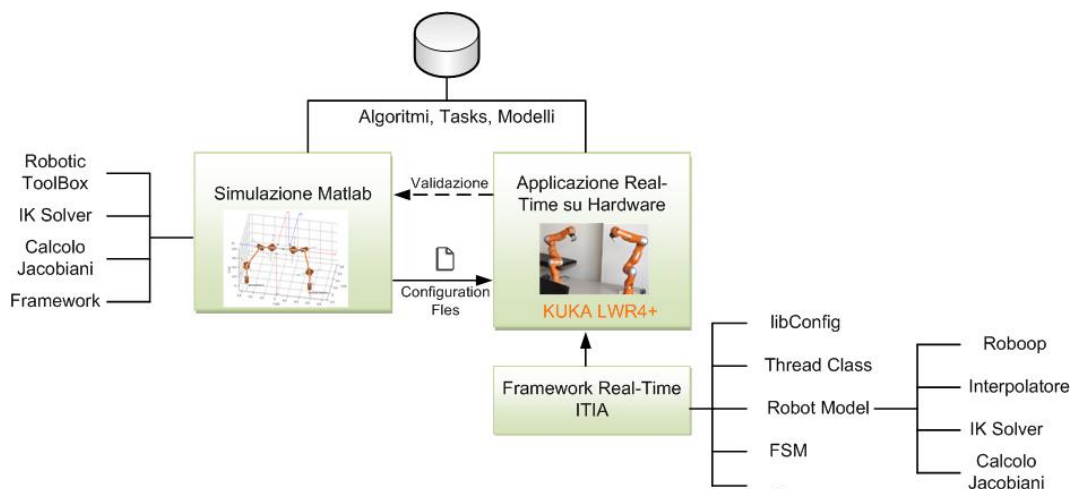 Algoritmi, Tasks, Modelli
Robotic
ToolBox
IK Solver
Calcolo
Jacobiani
Framework
Simulazione Matlab
Validazione
Configuration
Fles
Applicazione Real-
Time su Hardware
KUKA LWR4+
Framework Real-Time
ITIA
libConfig
Thread Class
Robot Model
FSM
Roboop
Interpolatore
IK Solver
Calcolo
Jacobiani